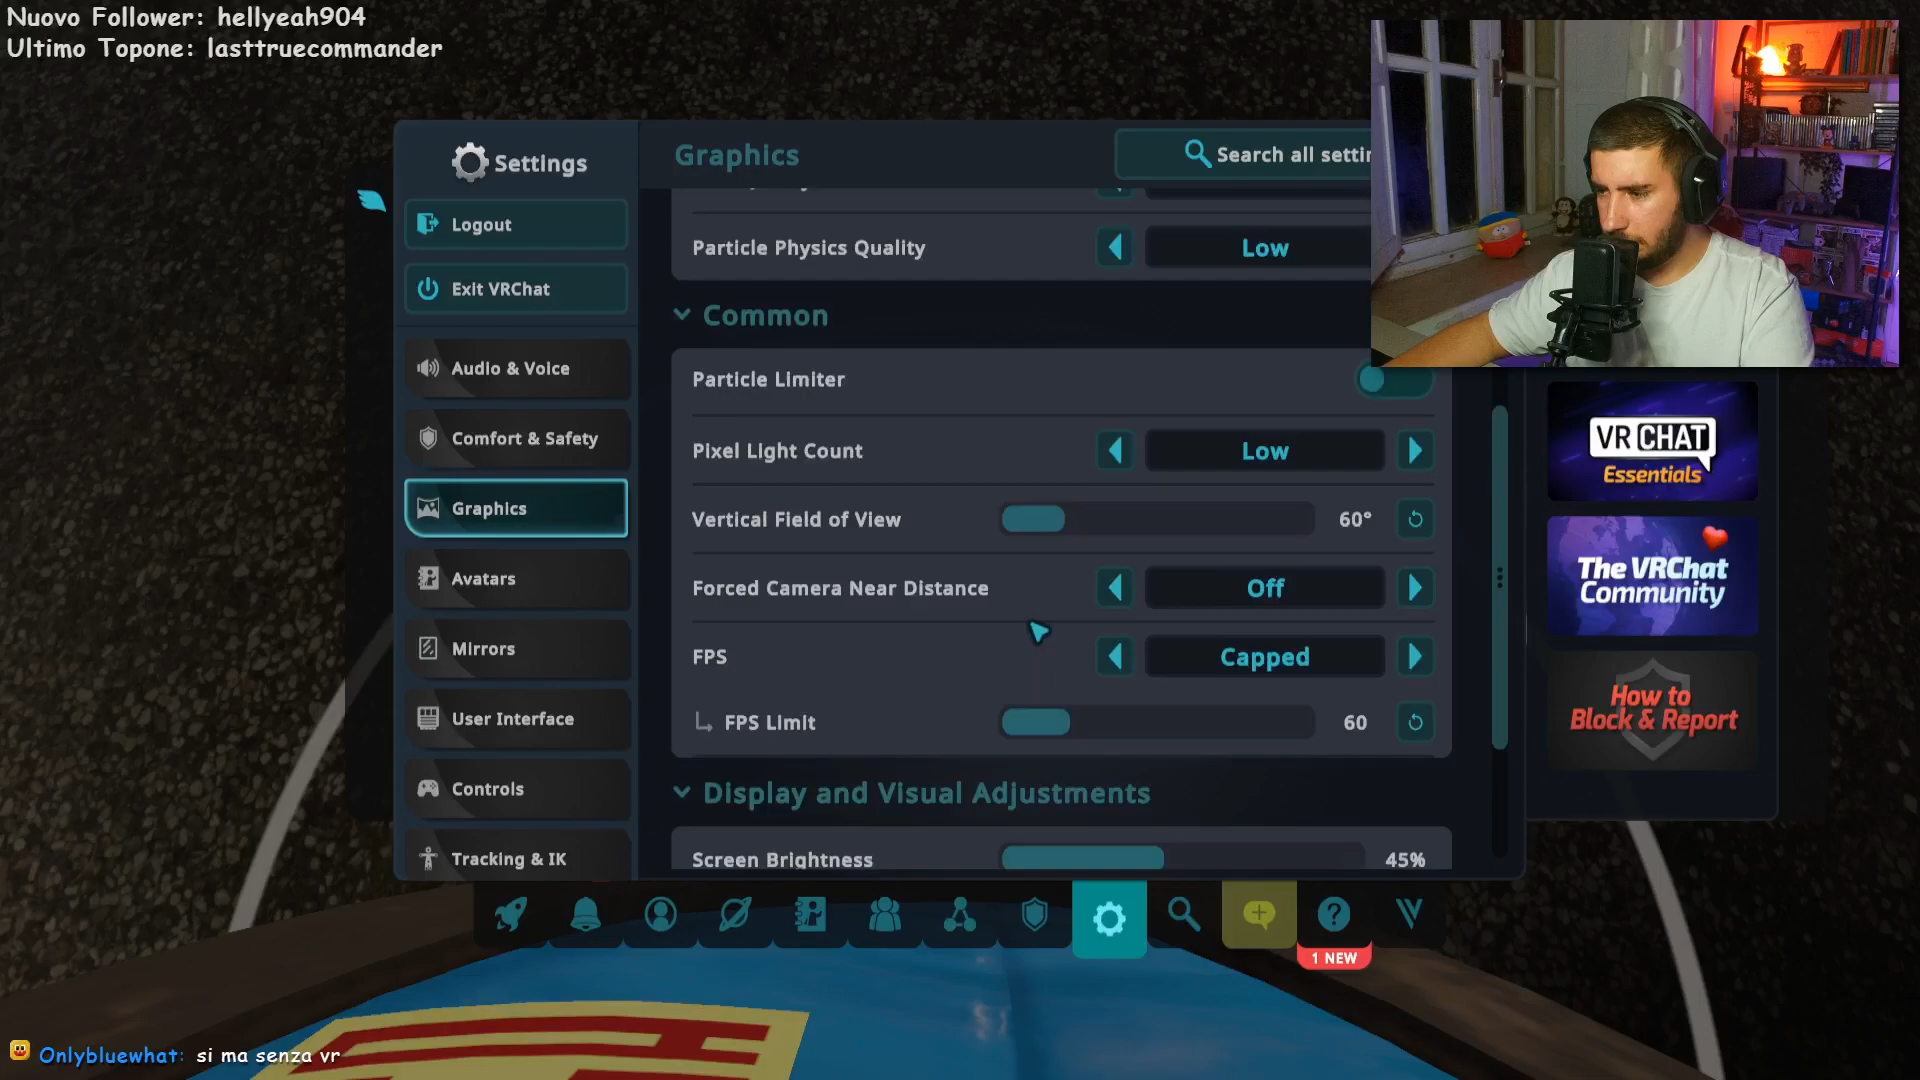 Nuovo Follower: hellyeah904
Ultimo Topone: lasttruecommander
Settings
Logout
Exit VRChat
Audio & Voice
Comfort & Safety
Graphics
Avatars
Mirrors
User Interface
Controls
Tracking & IK
Graphics
Search all settin
Particle Physics Quality
Low
Common
Particle Limiter
Pixel Light Count
Low
Vertical Field of View
60°
Forced Camera Near Distance
Off
FPS
Capped
FPS Limit
60
Display and Visual Adjustments
Screen Brightness
45%
VRCHAT
Essentials
The VRChat
Community
How to
Block & Report
1 NEW
Onlybluewhat: si ma senza vr